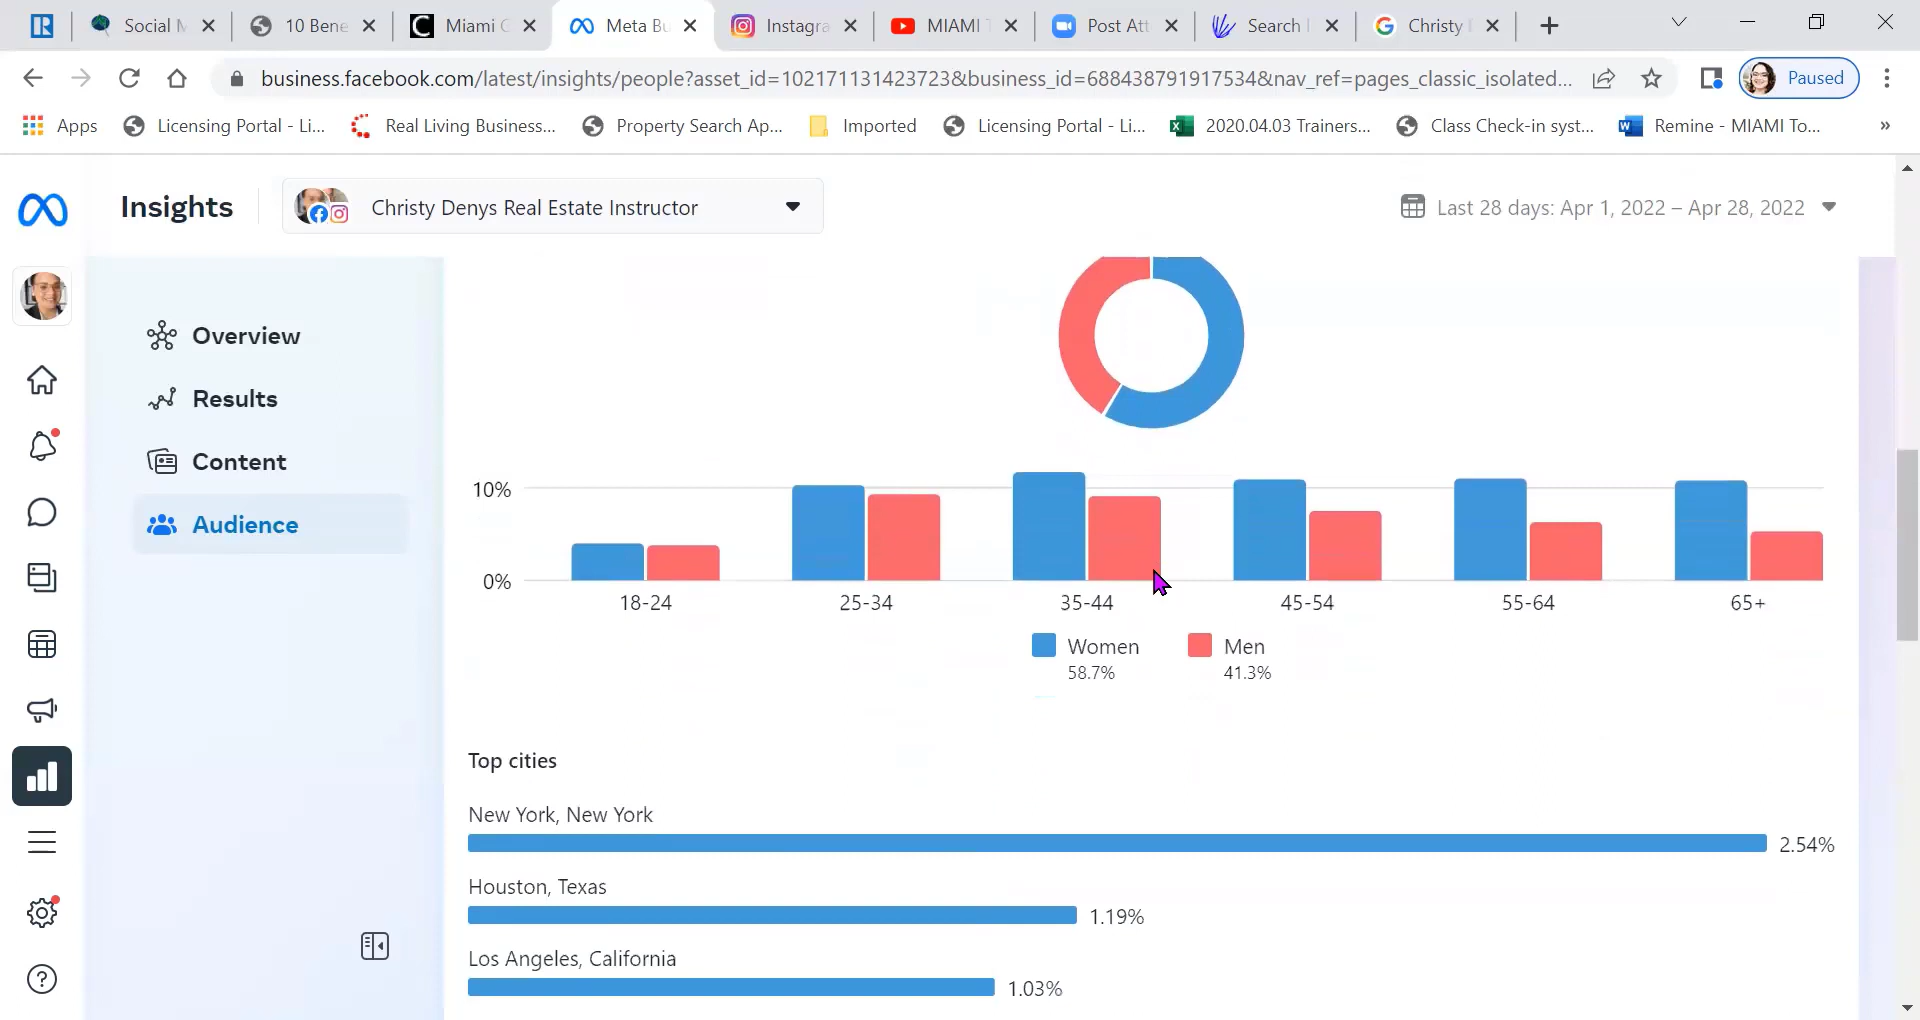 Social M
10 Bene
Miami C
Meta Bu
Instagra
MIAMI T
Post Att
Search
Christy
business.facebook.com/latest/insights/people?asset_id=102171131423723&business_id=688438791917534&nav_ref=pages_classic_isolated...
Paused
Apps
Licensing Portal - Li...
Real Living Business...
Property Search Ap...
Imported
Licensing Portal - Li...
2020.04.03 Trainers...
Class Check-in syst...
Remine - MIAMI To...
»
Insights
Christy Denys Real Estate Instructor
Last 28 days: Apr 1, 2022 – Apr 28, 2022
Overview
Results
Content
Audience
10%
0%
18-24
25-34
35-44
45-54
55-64
65+
Women
58.7%
Men
41.3%
Top cities
New York, New York
2.54%
Houston, Texas
1.19%
Los Angeles, California
1.03%